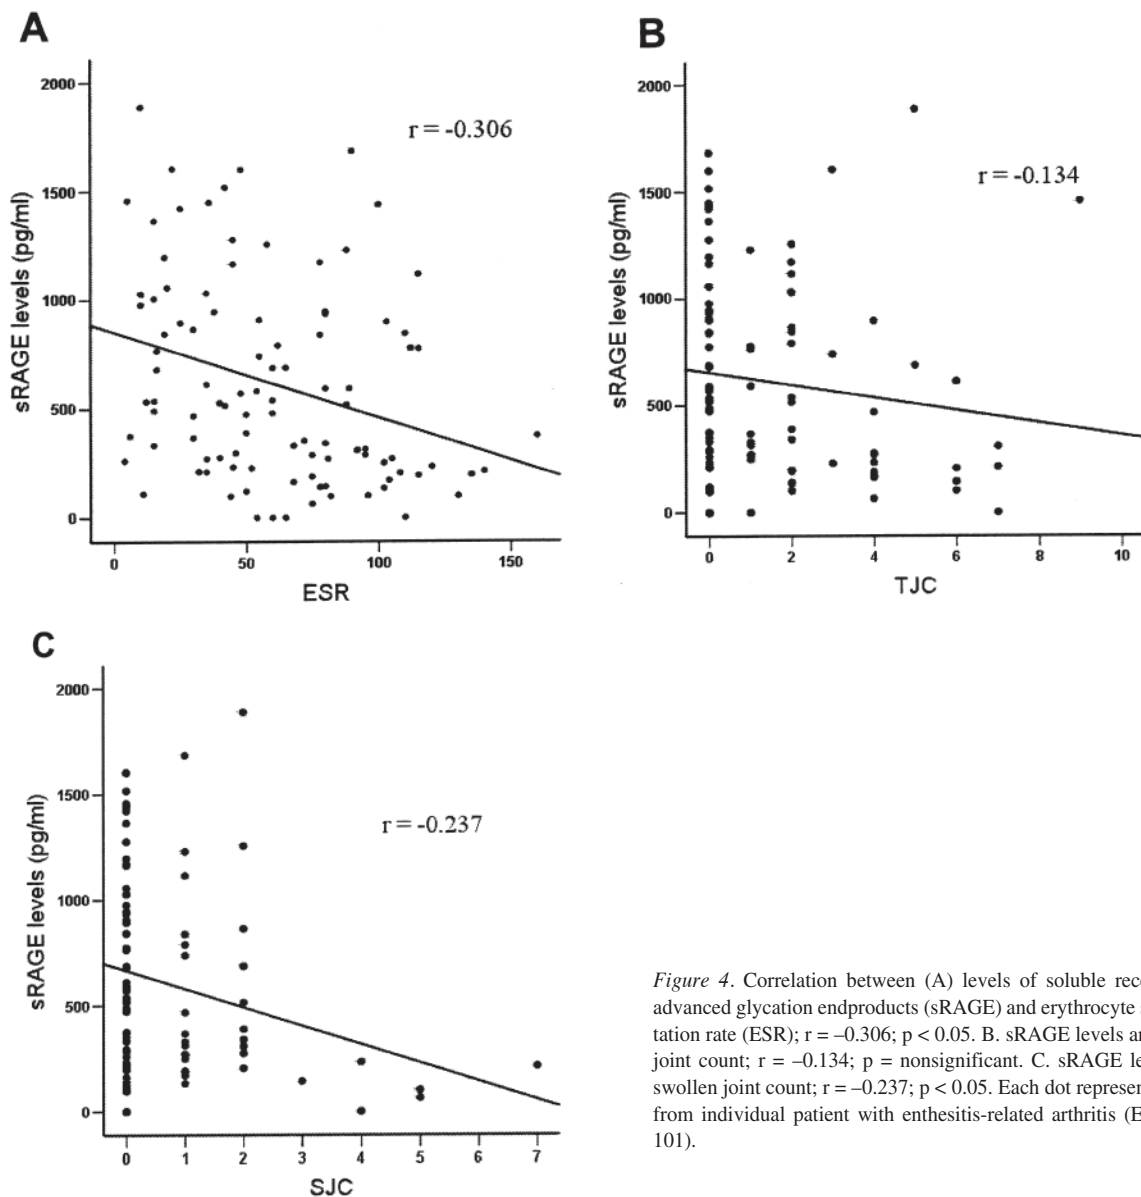 A
2000
1500
1000
500
0
sRAGE levels (pg/ml)
r = -0.306
0 50 100 150
ESR
B
2000
1500
1000
500
0
sRAGE levels (pg/ml)
r = -0.134
0 2 4 6 8 10
TJC
C
2000
1500
1000
500
0
sRAGE levels (pg/ml)
r = -0.237
0 1 2 3 4 5 6 7
SJC
Figure 4. Correlation between (A) levels of soluble rece
advanced glycation endproducts (sRAGE) and erythrocyte s
tation rate (ESR); r = –0.306; p < 0.05. B. sRAGE levels an
joint count; r = –0.134; p = nonsignificant. C. sRAGE le
swollen joint count; r = –0.237; p < 0.05. Each dot represen
from individual patient with enthesitis-related arthritis (E
101).